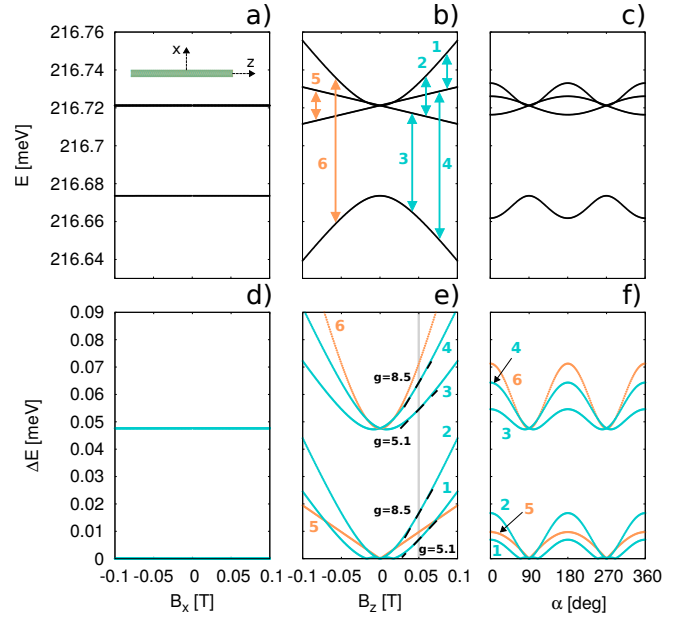 a)
b)
c)
216.76
216.74
216.72
216.7
216.68
216.66
216.64
E [meV]
x
z
1
2
5
3
4
6
d)
e)
f)
0.09
0.08
0.07
0.06
0.05
0.04
0.03
0.02
0.01
0
ΔE [meV]
6
4
g=8.5
3
g=5.1
2
g=8.5
1
5
g=5.1
4
6
3
2
5
1
-0.1 -0.05 0 0.05 0.1
-0.1 -0.05 0 0.05 0.1
0 90 180 270 360
B_x [T]
B_z [T]
α [deg]